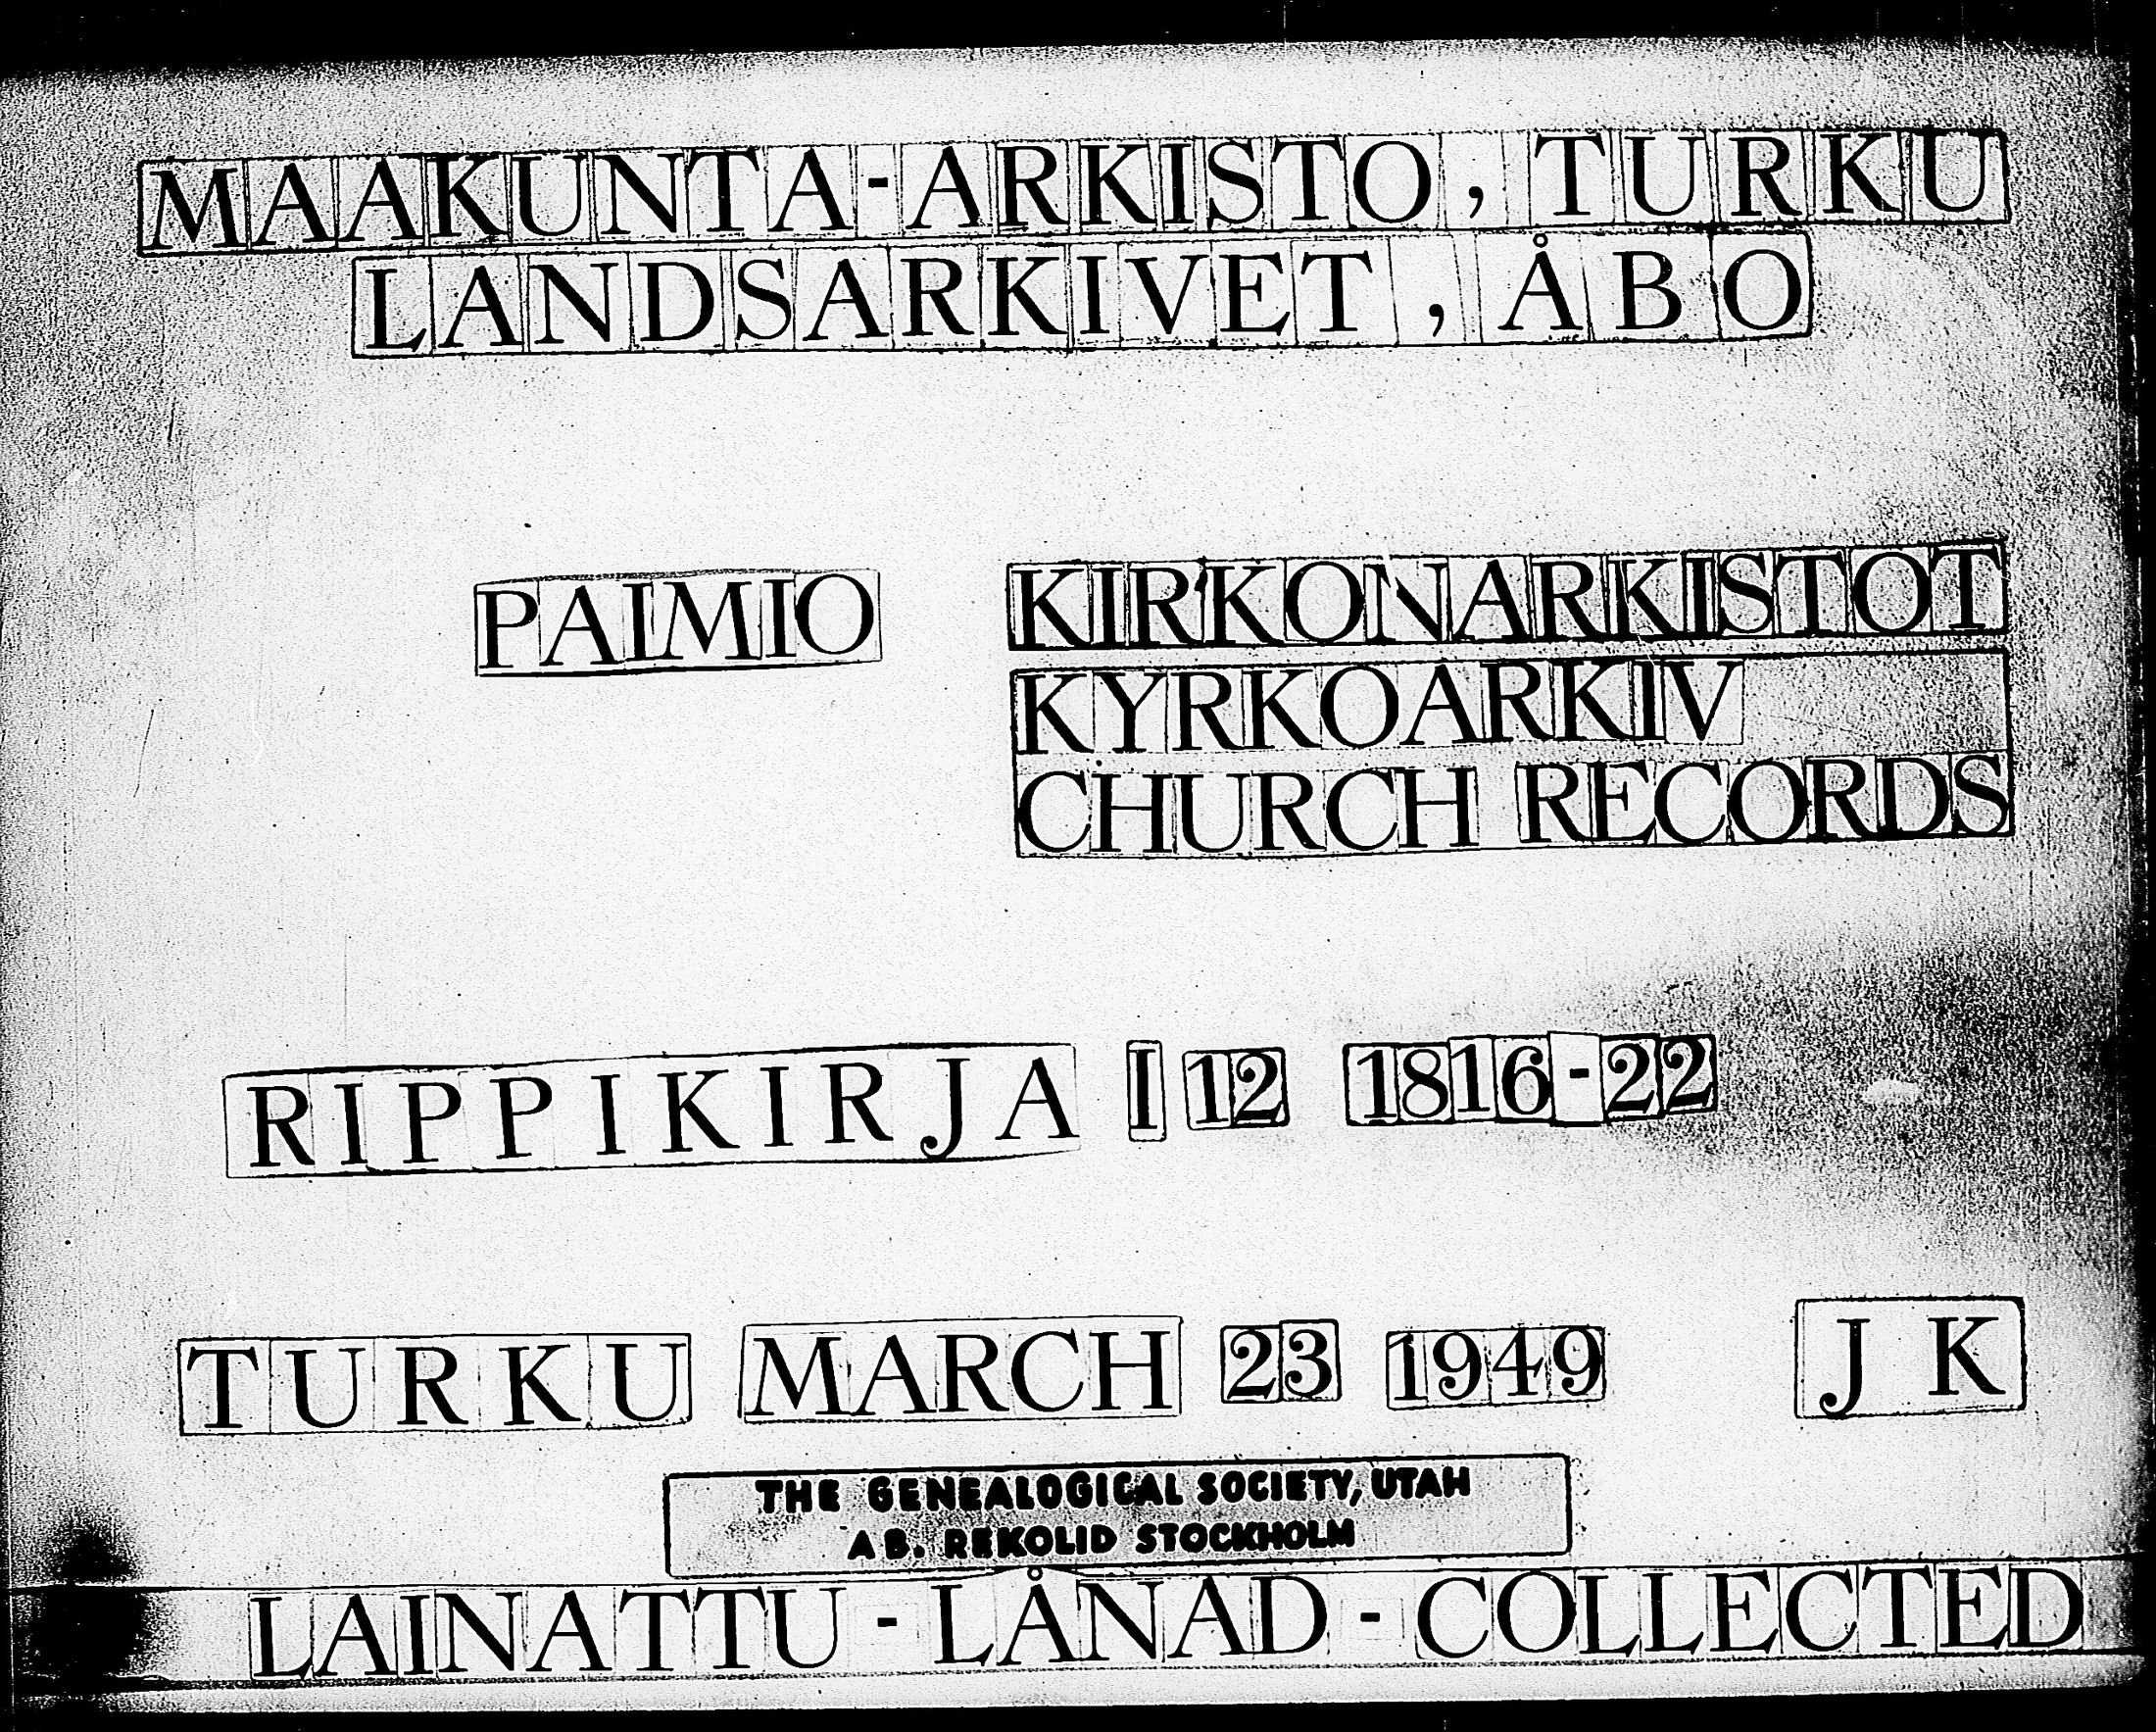 MAAKUNTA-ARKISTO, TURKU
LANDSARKIVET, ÅBO
PAIMIO KIRKONARKISTOT
KYRKOARKIV
CHURCH RECORDS
RIPPIKIRJA I 12 1816-22
TURKU MARCH 23 1949 J K
THE GENEALOGICAL SOCIETY, UTAH
AB. REKOLID STOCKHOLM
LAINATTU - LÅNAD - COLLECTED